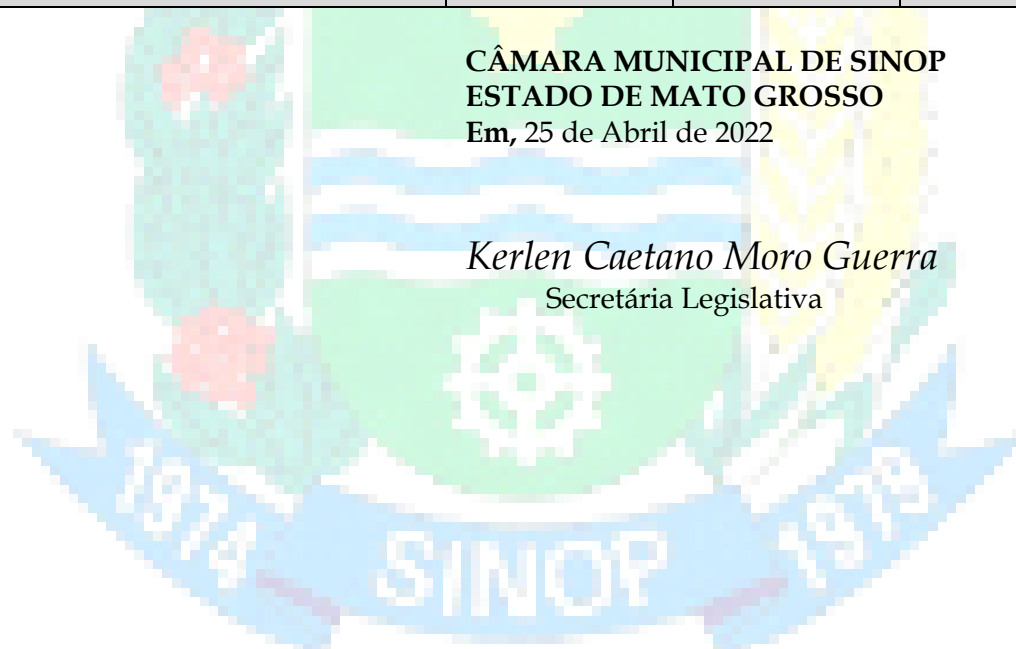 CÂMARA MUNICIPAL DE SINOP
ESTADO DE MATO GROSSO
Em, 25 de Abril de 2022
Kerlen Caetano Moro Guerra
Secretária Legislativa
1974 SINOP 1979